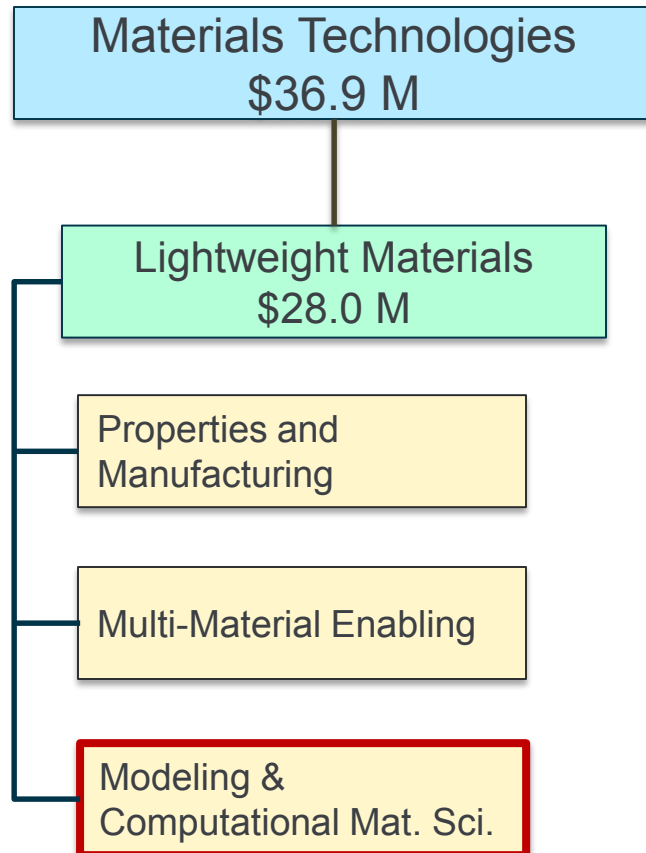 Materials Technologies
$36.9 M
Lightweight Materials
$28.0 M
Properties and
Manufacturing
Multi-Material Enabling
Modeling &
Computational Mat. Sci.